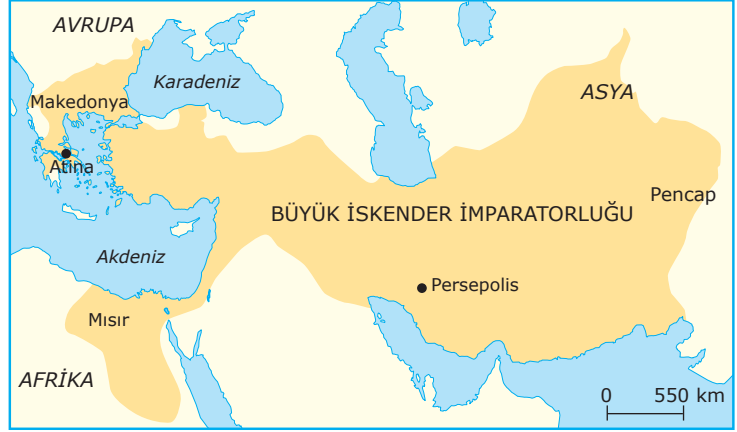 AVRUPA
Karadeniz
Makedonya
ASYA
Atina
Pencap
BÜYÜK İSKENDER İMPARATORLUĞU
Akdeniz
Persepolis
Mısır
AFRİKA
0 550 km